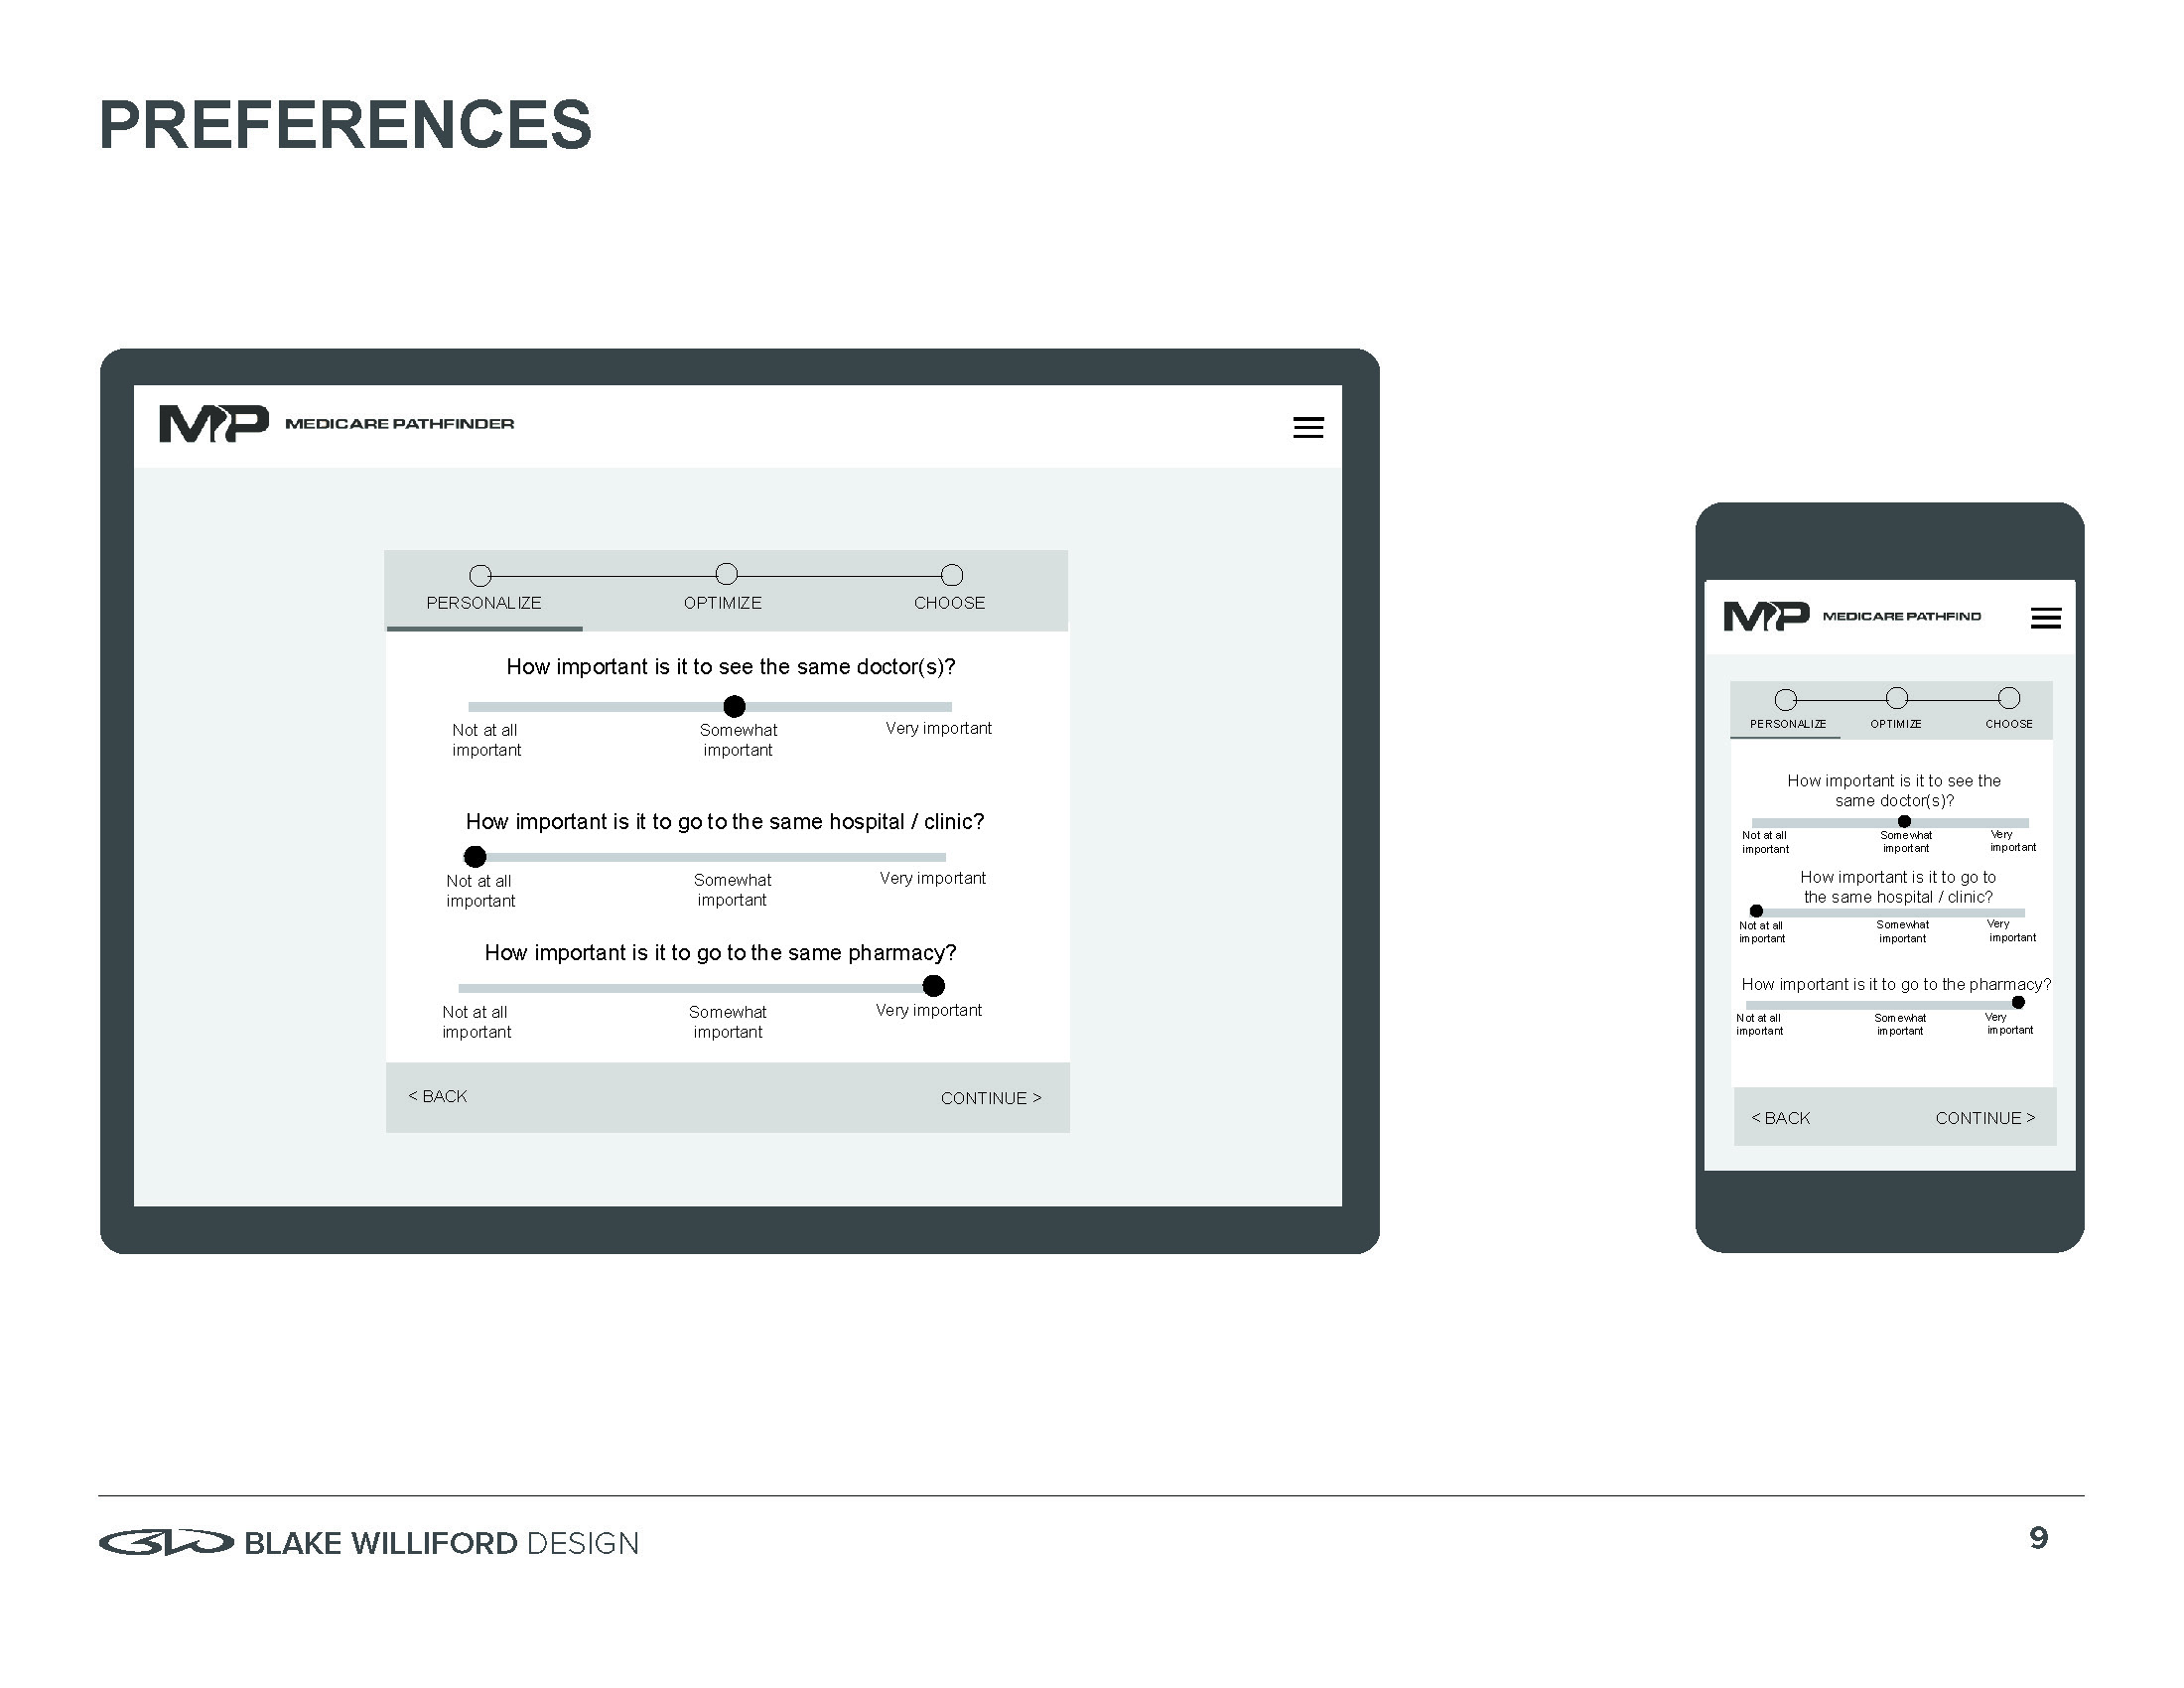 PREFERENCES
MP MEDICARE PATHFINDER
PERSONALIZE OPTIMIZE CHOOSE
How important is it to see the same doctor(s)?
Not at all Somewhat Very important
important important
How important is it to go to the same hospital / clinic?
Not at all Somewhat Very important
important important
How important is it to go to the same pharmacy?
Not at all Somewhat Very important
important important
< BACK CONTINUE >
MP MEDICARE PATHFIND
PERSONALIZE OPTIMIZE CHOOSE
How important is it to see the
same doctor(s)?
Not at all Somewhat Very
important important important
How important is it to go to
the same hospital / clinic?
Not at all Somewhat Very
important important important
How important is it to go to the pharmacy?
Not at all Somewhat Very
important important important
< BACK CONTINUE >
BW BLAKE WILLIFORD DESIGN
9